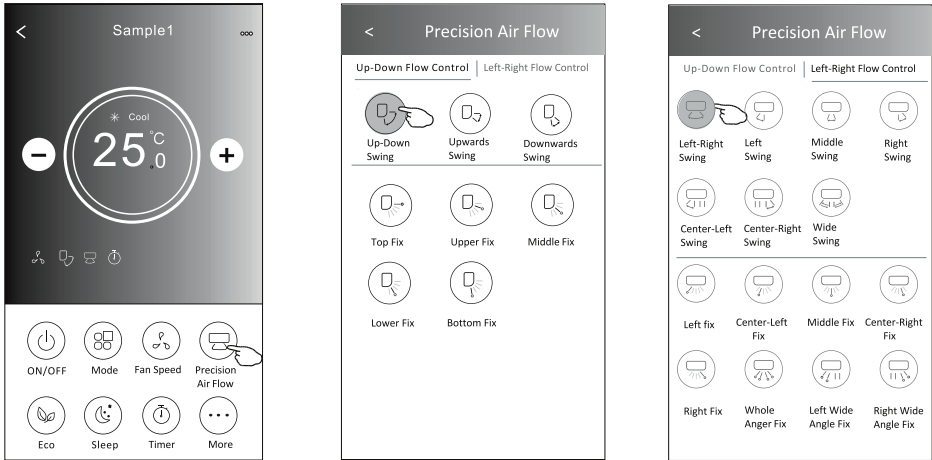 <
Sample1
ooo
Cool
25.0°C
−
+
ON/OFF
Mode
Fan Speed
Precision
Air Flow
Eco
Sleep
Timer
More
<
Precision Air Flow
Up-Down Flow Control
Left-Right Flow Control
Up-Down
Swing
Upwards
Swing
Downwards
Swing
Top Fix
Upper Fix
Middle Fix
Lower Fix
Bottom Fix
<
Precision Air Flow
Up-Down Flow Control
Left-Right Flow Control
Left-Right
Swing
Left
Swing
Middle
Swing
Right
Swing
Center-Left
Swing
Center-Right
Swing
Wide
Swing
Left fix
Center-Left
Fix
Middle Fix
Center-Right
Fix
Right Fix
Whole
Anger Fix
Left Wide
Angle Fix
Right Wide
Angle Fix